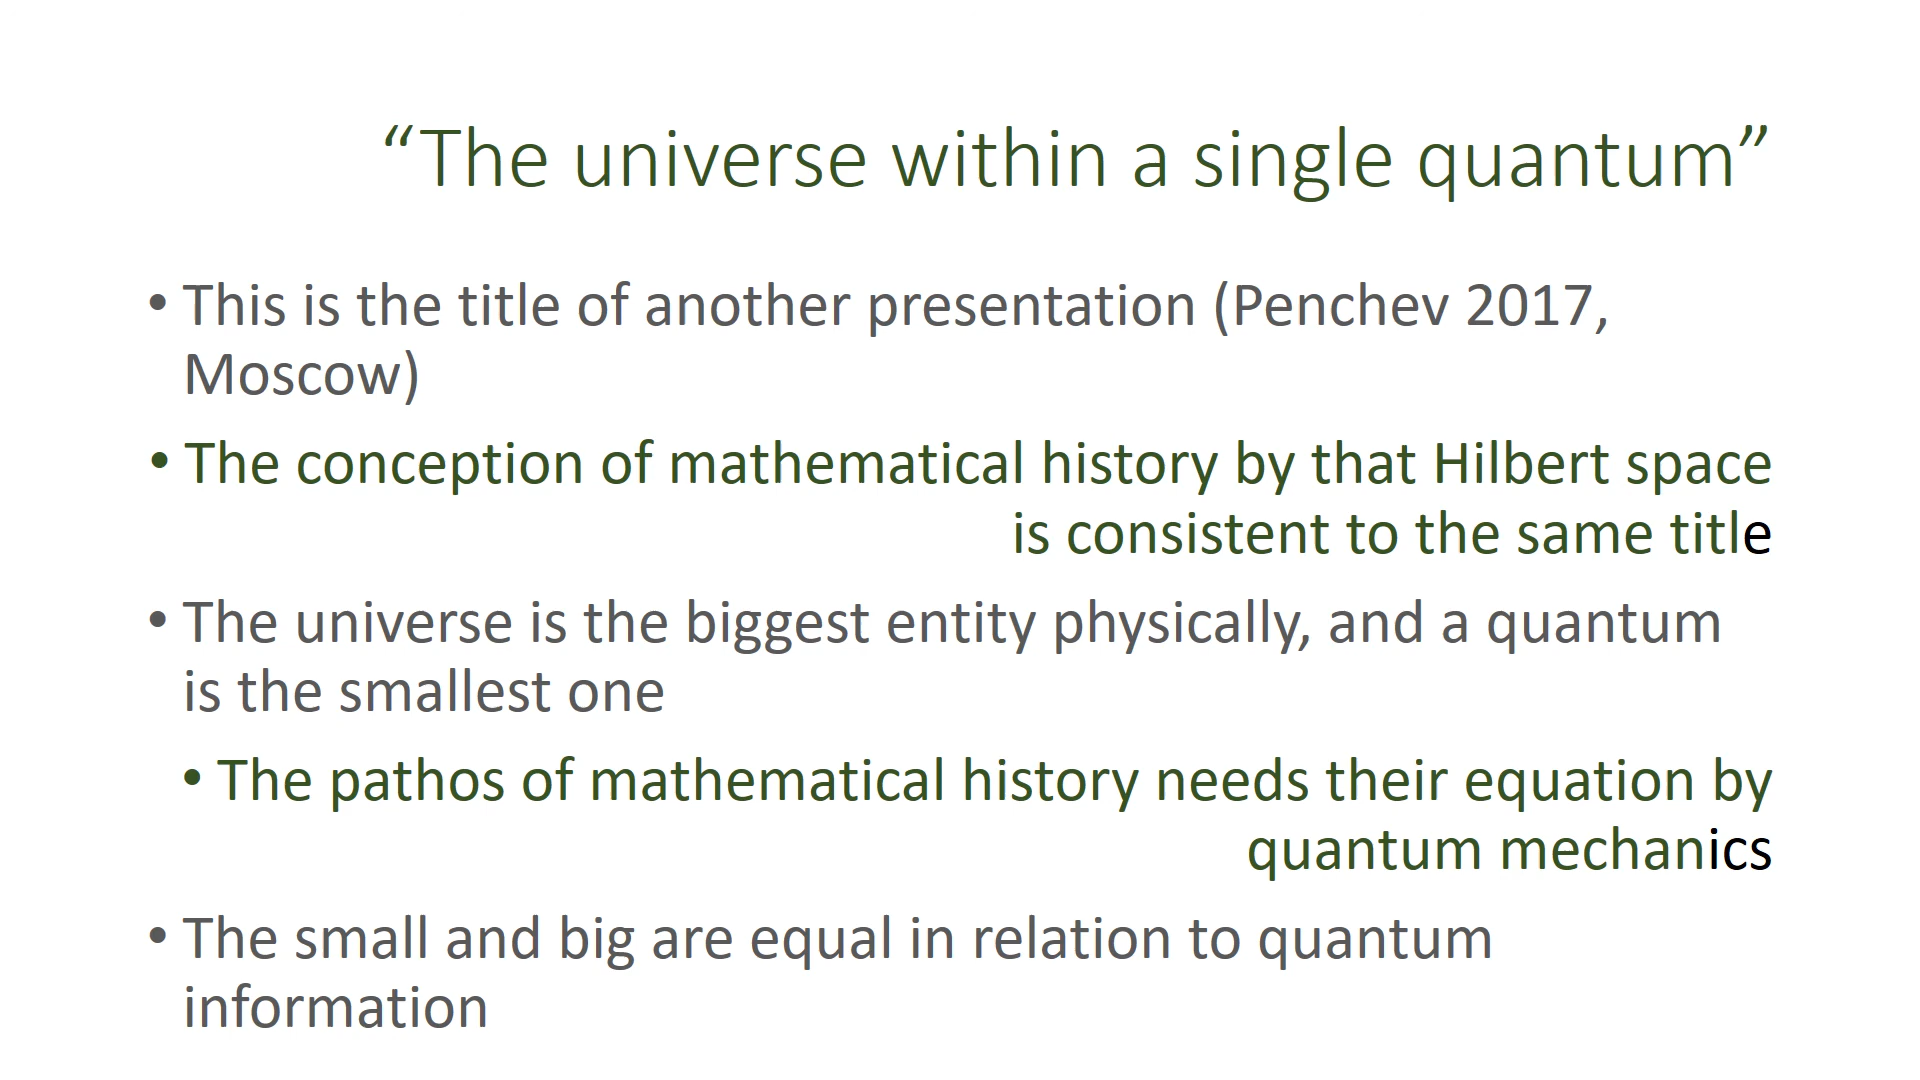 “The universe within a single quantum”
• This is the title of another presentation (Penchev 2017,
Moscow)
• The conception of mathematical history by that Hilbert space
is consistent to the same title
• The universe is the biggest entity physically, and a quantum
is the smallest one
• The pathos of mathematical history needs their equation by
quantum mechanics
• The small and big are equal in relation to quantum
information